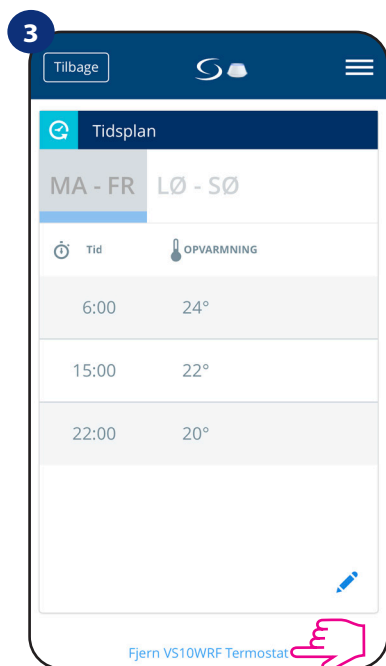 3
Tilbage
Tidsplan
MA - FR LØ - SØ
Tid OPVARMNING
6:00 24°
15:00 22°
22:00 20°
Fjern VS10WRF Termostat